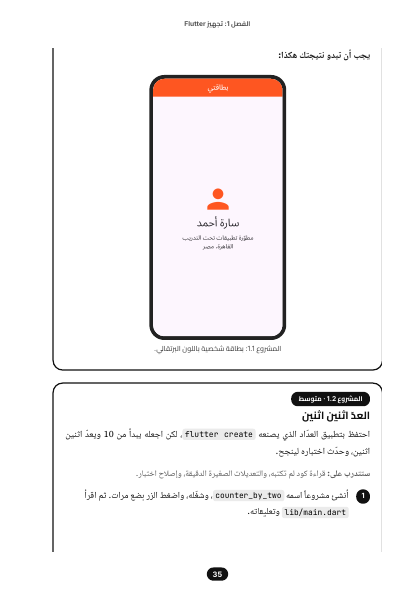 الفصل 1: تجهيز Flutter
يجب أن تبدو نتيجتك هكذا:
بطاقتي
سارة أحمد
مطوّرة تطبيقات تحت التدريب
القاهرة، مصر
المشروع 1.1: بطاقة شخصية باللون البرتقالي.
المشروع 1.2 · متوسط
العدّ اثنين اثنين
احتفظ بتطبيق العدّاد الذي يصنعه flutter create، لكن اجعله يبدأ من 10 ويعدّ اثنين
اثنين، وحدّث اختباره لينجح.
ستتدرب على: قراءة كود لم تكتبه، والتعديلات الصغيرة الدقيقة، وإصلاح اختبار.
1 أنشئ مشروعاً اسمه counter_by_two، وشغّله، واضغط الزر بضع مرات. ثم اقرأ
lib/main.dart وتعليقاته.
35